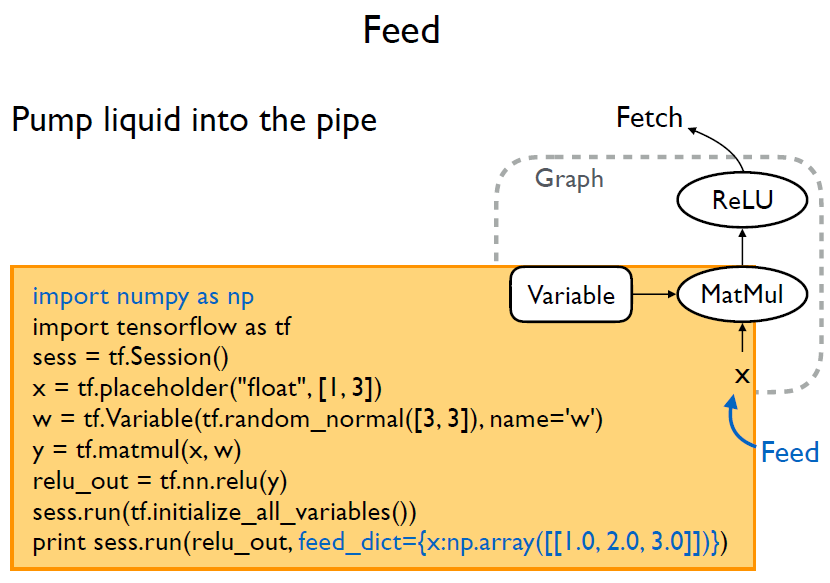 Feed
Pump liquid into the pipe
Fetch
Graph
ReLU
Variable
MatMul
x
Feed
import numpy as np
import tensorflow as tf
sess = tf.Session()
x = tf.placeholder("float", [1, 3])
w = tf.Variable(tf.random_normal([3, 3]), name='w')
y = tf.matmul(x, w)
relu_out = tf.nn.relu(y)
sess.run(tf.initialize_all_variables())
print sess.run(relu_out, feed_dict={x:np.array([[1.0, 2.0, 3.0]])})